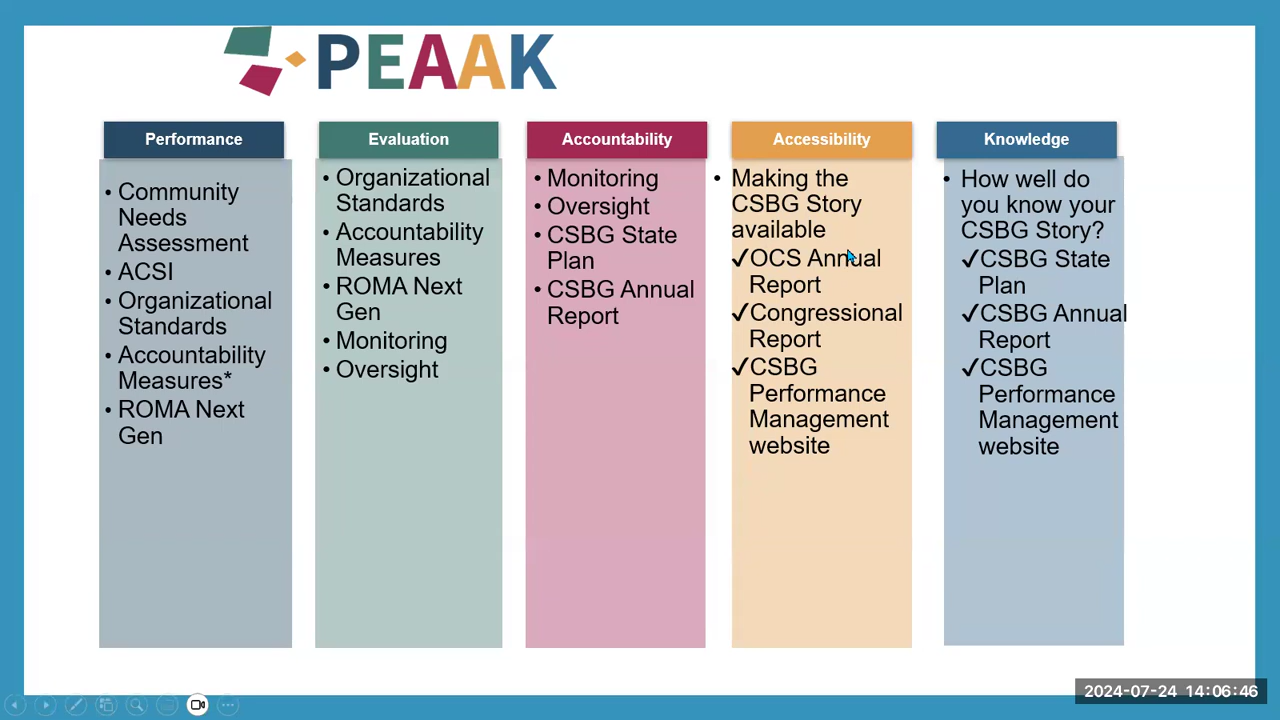 PEAAK
Performance
• Community
Needs
Assessment
• ACSI
• Organizational
Standards
• Accountability
Measures*
• ROMA Next
Gen
Evaluation
• Organizational
Standards
• Accountability
Measures
• ROMA Next
Gen
• Monitoring
• Oversight
Accountability
• Monitoring
• Oversight
• CSBG State
Plan
• CSBG Annual
Report
Accessibility
• Making the
CSBG Story
available
✓OCS Annual
Report
✓Congressional
Report
✓CSBG
Performance
Management
website
Knowledge
• How well do
you know your
CSBG Story?
✓CSBG State
Plan
✓CSBG Annual
Report
✓CSBG
Performance
Management
website
2024-07-24 14:06:46